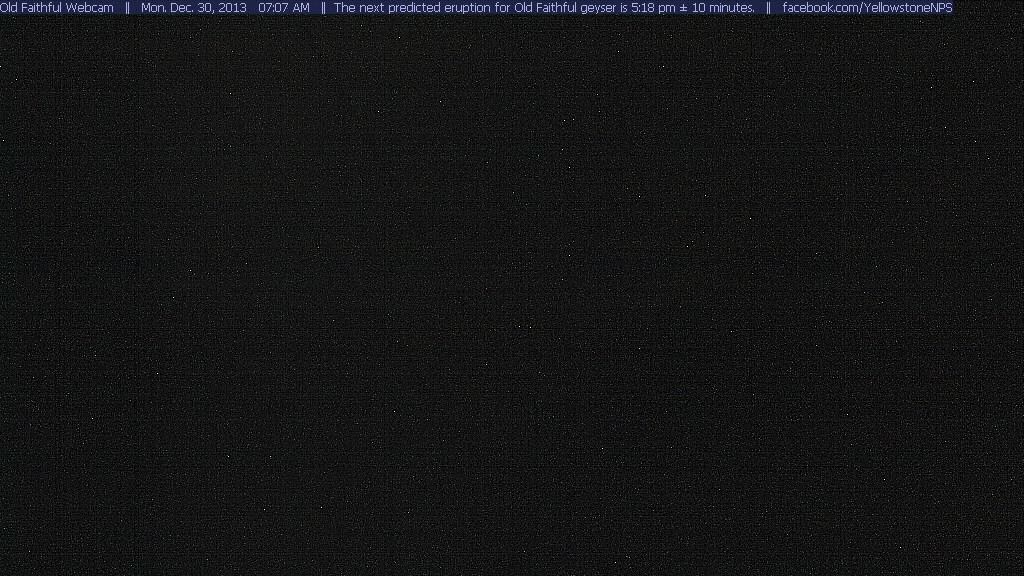 Old Faithful Webcam || Mon. Dec. 30, 2013 07:07 AM || The next predicted eruption for Old Faithful geyser is 5:18 pm ± 10 minutes. || facebook.com/YellowstoneNPS